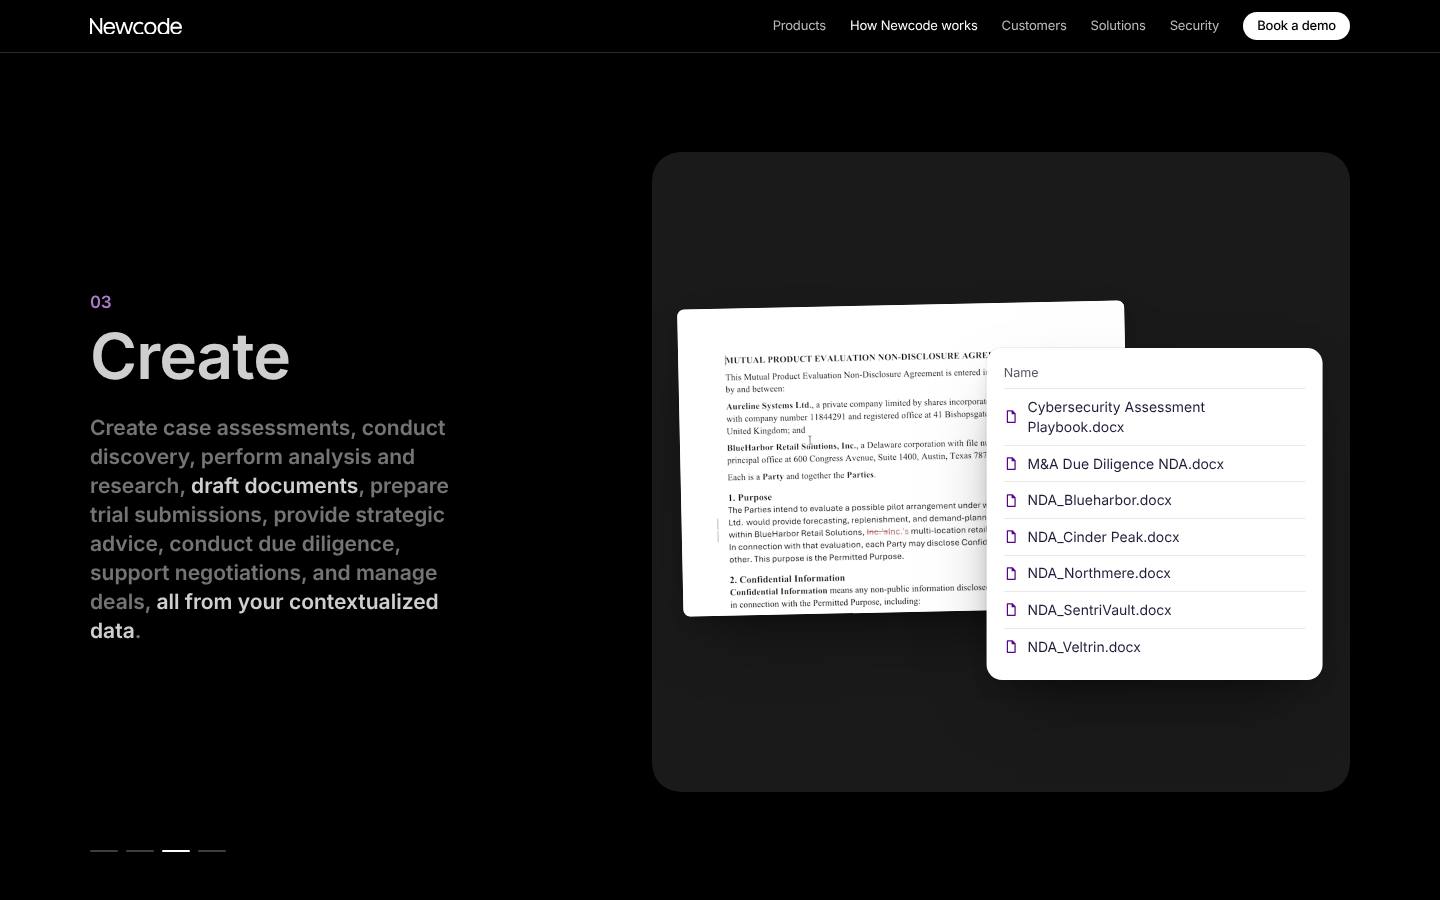 Newcode
Products
How Newcode works
Customers
Solutions
Security
Book a demo
03
Create
Create case assessments, conduct
discovery, perform analysis and
research, draft documents, prepare
trial submissions, provide strategic
advice, conduct due diligence,
support negotiations, and manage
deals, all from your contextualized
data.
MUTUAL PRODUCT EVALUATION NON-DISCLOSURE
This Mutual Product Evaluation Non-Disclosure Agreement is entered
by and between:
Aureline Systems Ltd., a private company limited by shares
with company number 11844291 and registered office at 41
United Kingdom; and
BlueHarbor Retail Solutions, Inc., a Delaware corporation with file
principal office at 600 Congress Avenue, Suite 1400, Austin, Texas
Each is a Party and together the Parties.
1. Purpose
The Parties intend to evaluate a possible pilot arrangement under
Ltd. would provide forecasting, replenishment, and
within BlueHarbor Retail Solutions, multi-location
In connection with that evaluation, each Party may disclose
other. This purpose is the Permitted Purpose.
2. Confidential Information
Confidential Information means any non-public information
in connection with the Permitted Purpose, including:
Name
Cybersecurity Assessment
Playbook.docx
M&A Due Diligence NDA.docx
NDA_Blueharbor.docx
NDA_Cinder Peak.docx
NDA_Northmere.docx
NDA_SentriVault.docx
NDA_Veltrin.docx